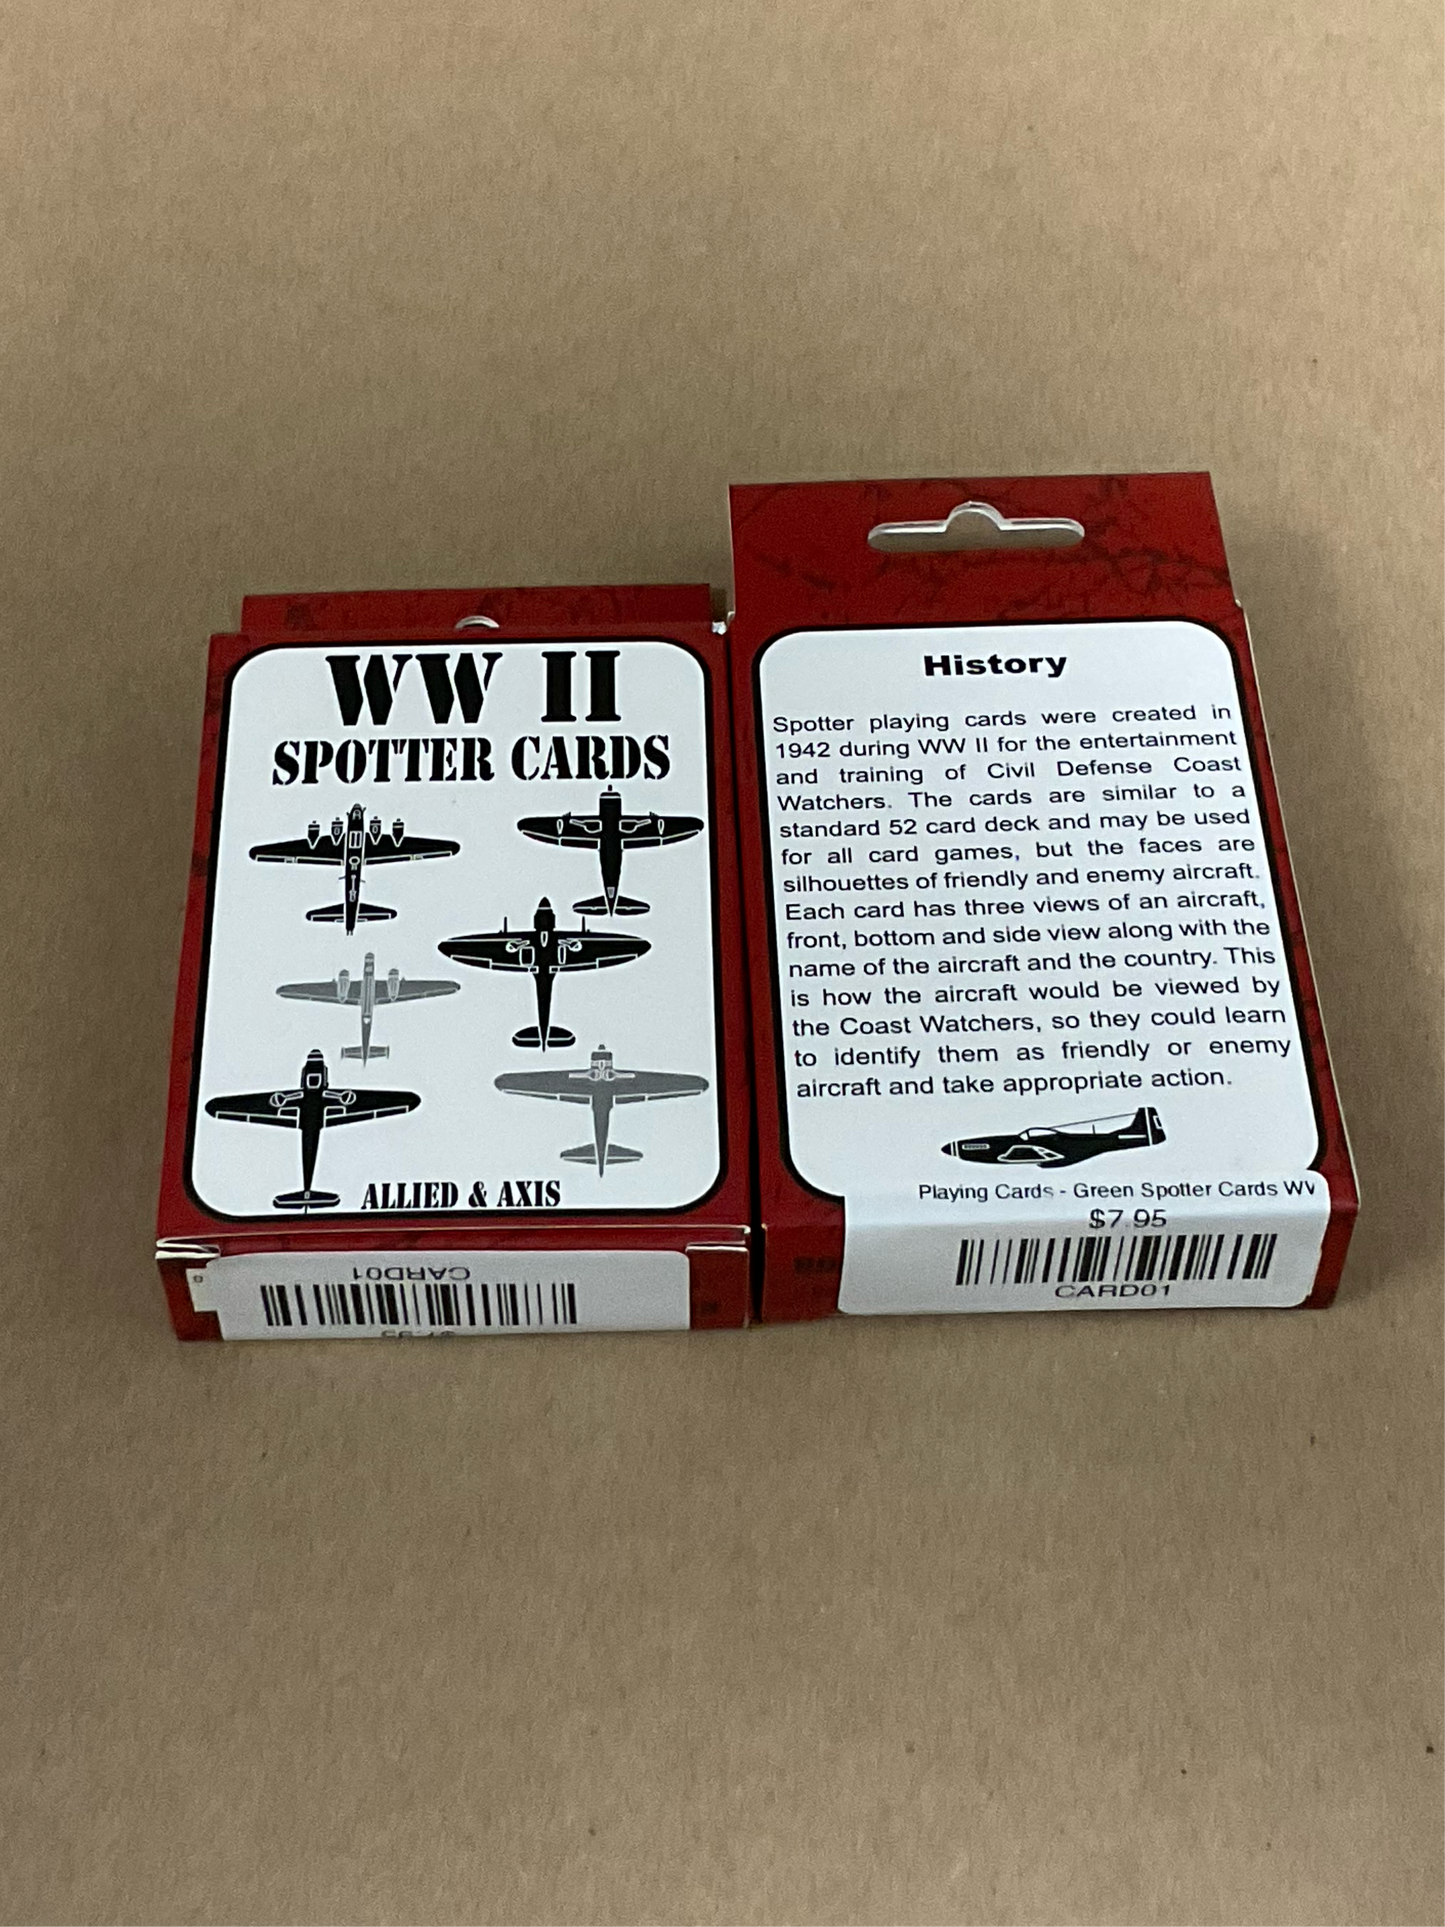 WW II
SPOTTER CARDS
ALLIED & AXIS
CARD01
History
Spotter playing cards were created in
1942 during WW II for the entertainment
and training of Civil Defense Coast
Watchers. The cards are similar to a
standard 52 card deck and may be used
for all card games, but the faces are
silhouettes of friendly and enemy aircraft.
Each card has three views of an aircraft,
front, bottom and side view along with the
name of the aircraft and the country. This
is how the aircraft would be viewed by
the Coast Watchers, so they could learn
to identify them as friendly or enemy
aircraft and take appropriate action.
Playing Cards - Green Spotter Cards WV
$7.95
CARD01